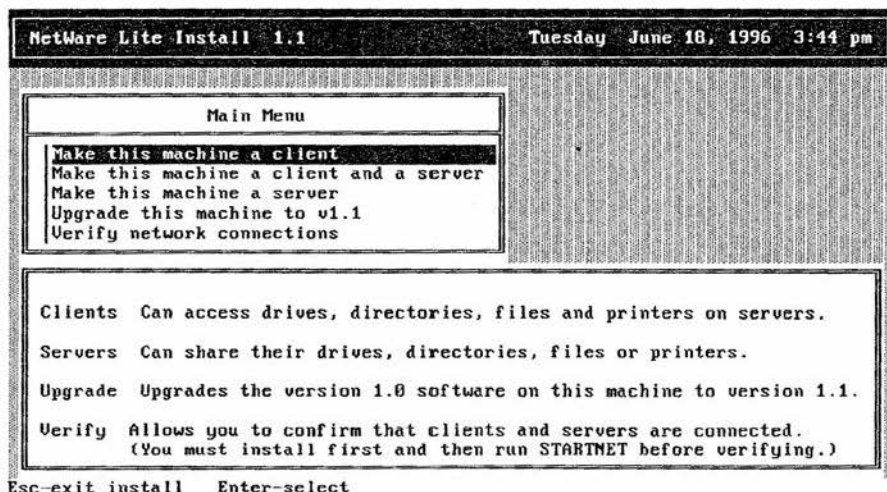 NetWare Lite Install 1.1 Tuesday June 18, 1996 3:44 pm
Main Menu
Make this machine a client
Make this machine a client and a server
Make this machine a server
Upgrade this machine to v1.1
Verify network connections
Clients Can access drives, directories, files and printers on servers.
Servers Can share their drives, directories, files or printers.
Upgrade Upgrades the version 1.0 software on this machine to version 1.1.
Verify Allows you to confirm that clients and servers are connected.
(You must install first and then run STARTNET before verifying.)
Esc-exit install Enter-select